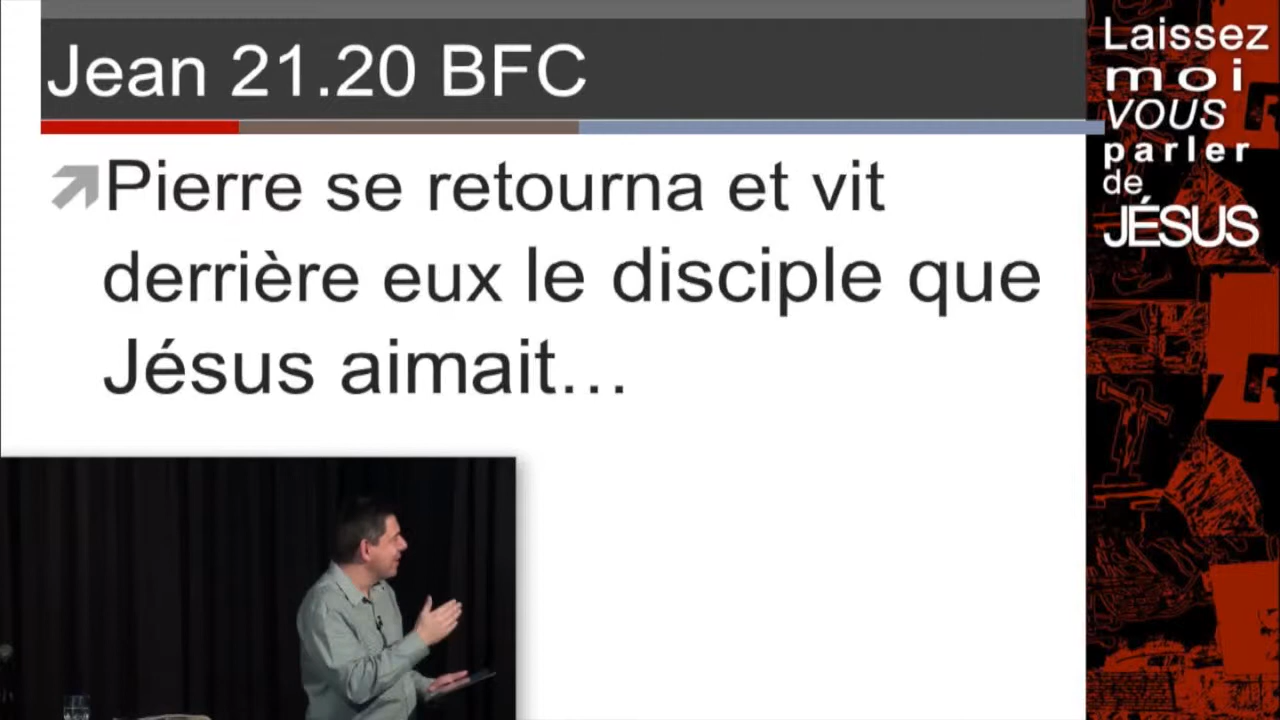 Jean 21.20 BFC
Pierre se retourna et vit
derrière eux le disciple que
Jésus aimait…
Laissez
moi
VOUS
parler
de
JÉSUS